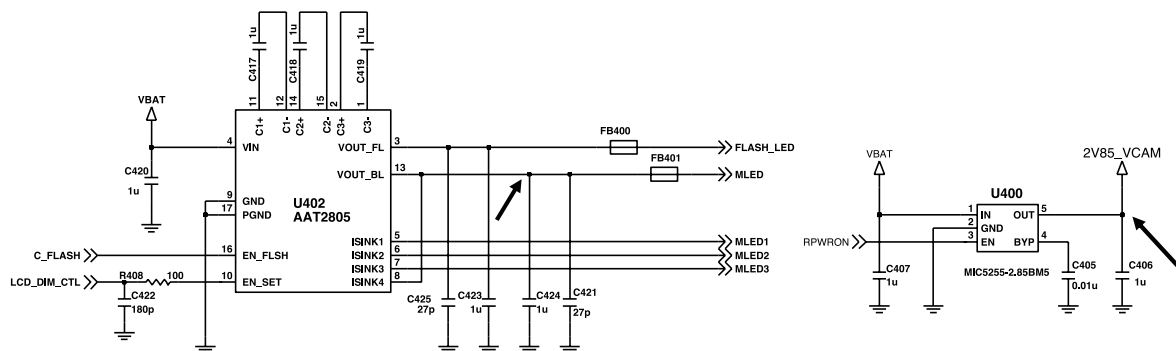 1u
C417
1u
C418
1u
C419
11
12
14
15
2
1
C1+
C1-
C2+
C2-
C3+
C3-
VBAT
4
VIN
C420
1u
9
GND
17
PGND
U402
AAT2805
C_FLASH
16
EN_FLSH
LCD_DIM_CTL
R408
100
10
EN_SET
C422
180p
VOUT_FL
3
FB400
FLASH_LED
VOUT_BL
13
FB401
MLED
ISINK1
5
MLED1
ISINK2
6
MLED2
ISINK3
7
MLED3
ISINK4
8
C425
27p
C423
1u
C424
1u
C421
27p
VBAT
2V85_VCAM
U400
1
IN
OUT
5
2
GND
RPWRON
3
EN
BYP
4
MIC5255-2.85BM5
C407
1u
C405
0.01u
C406
1u